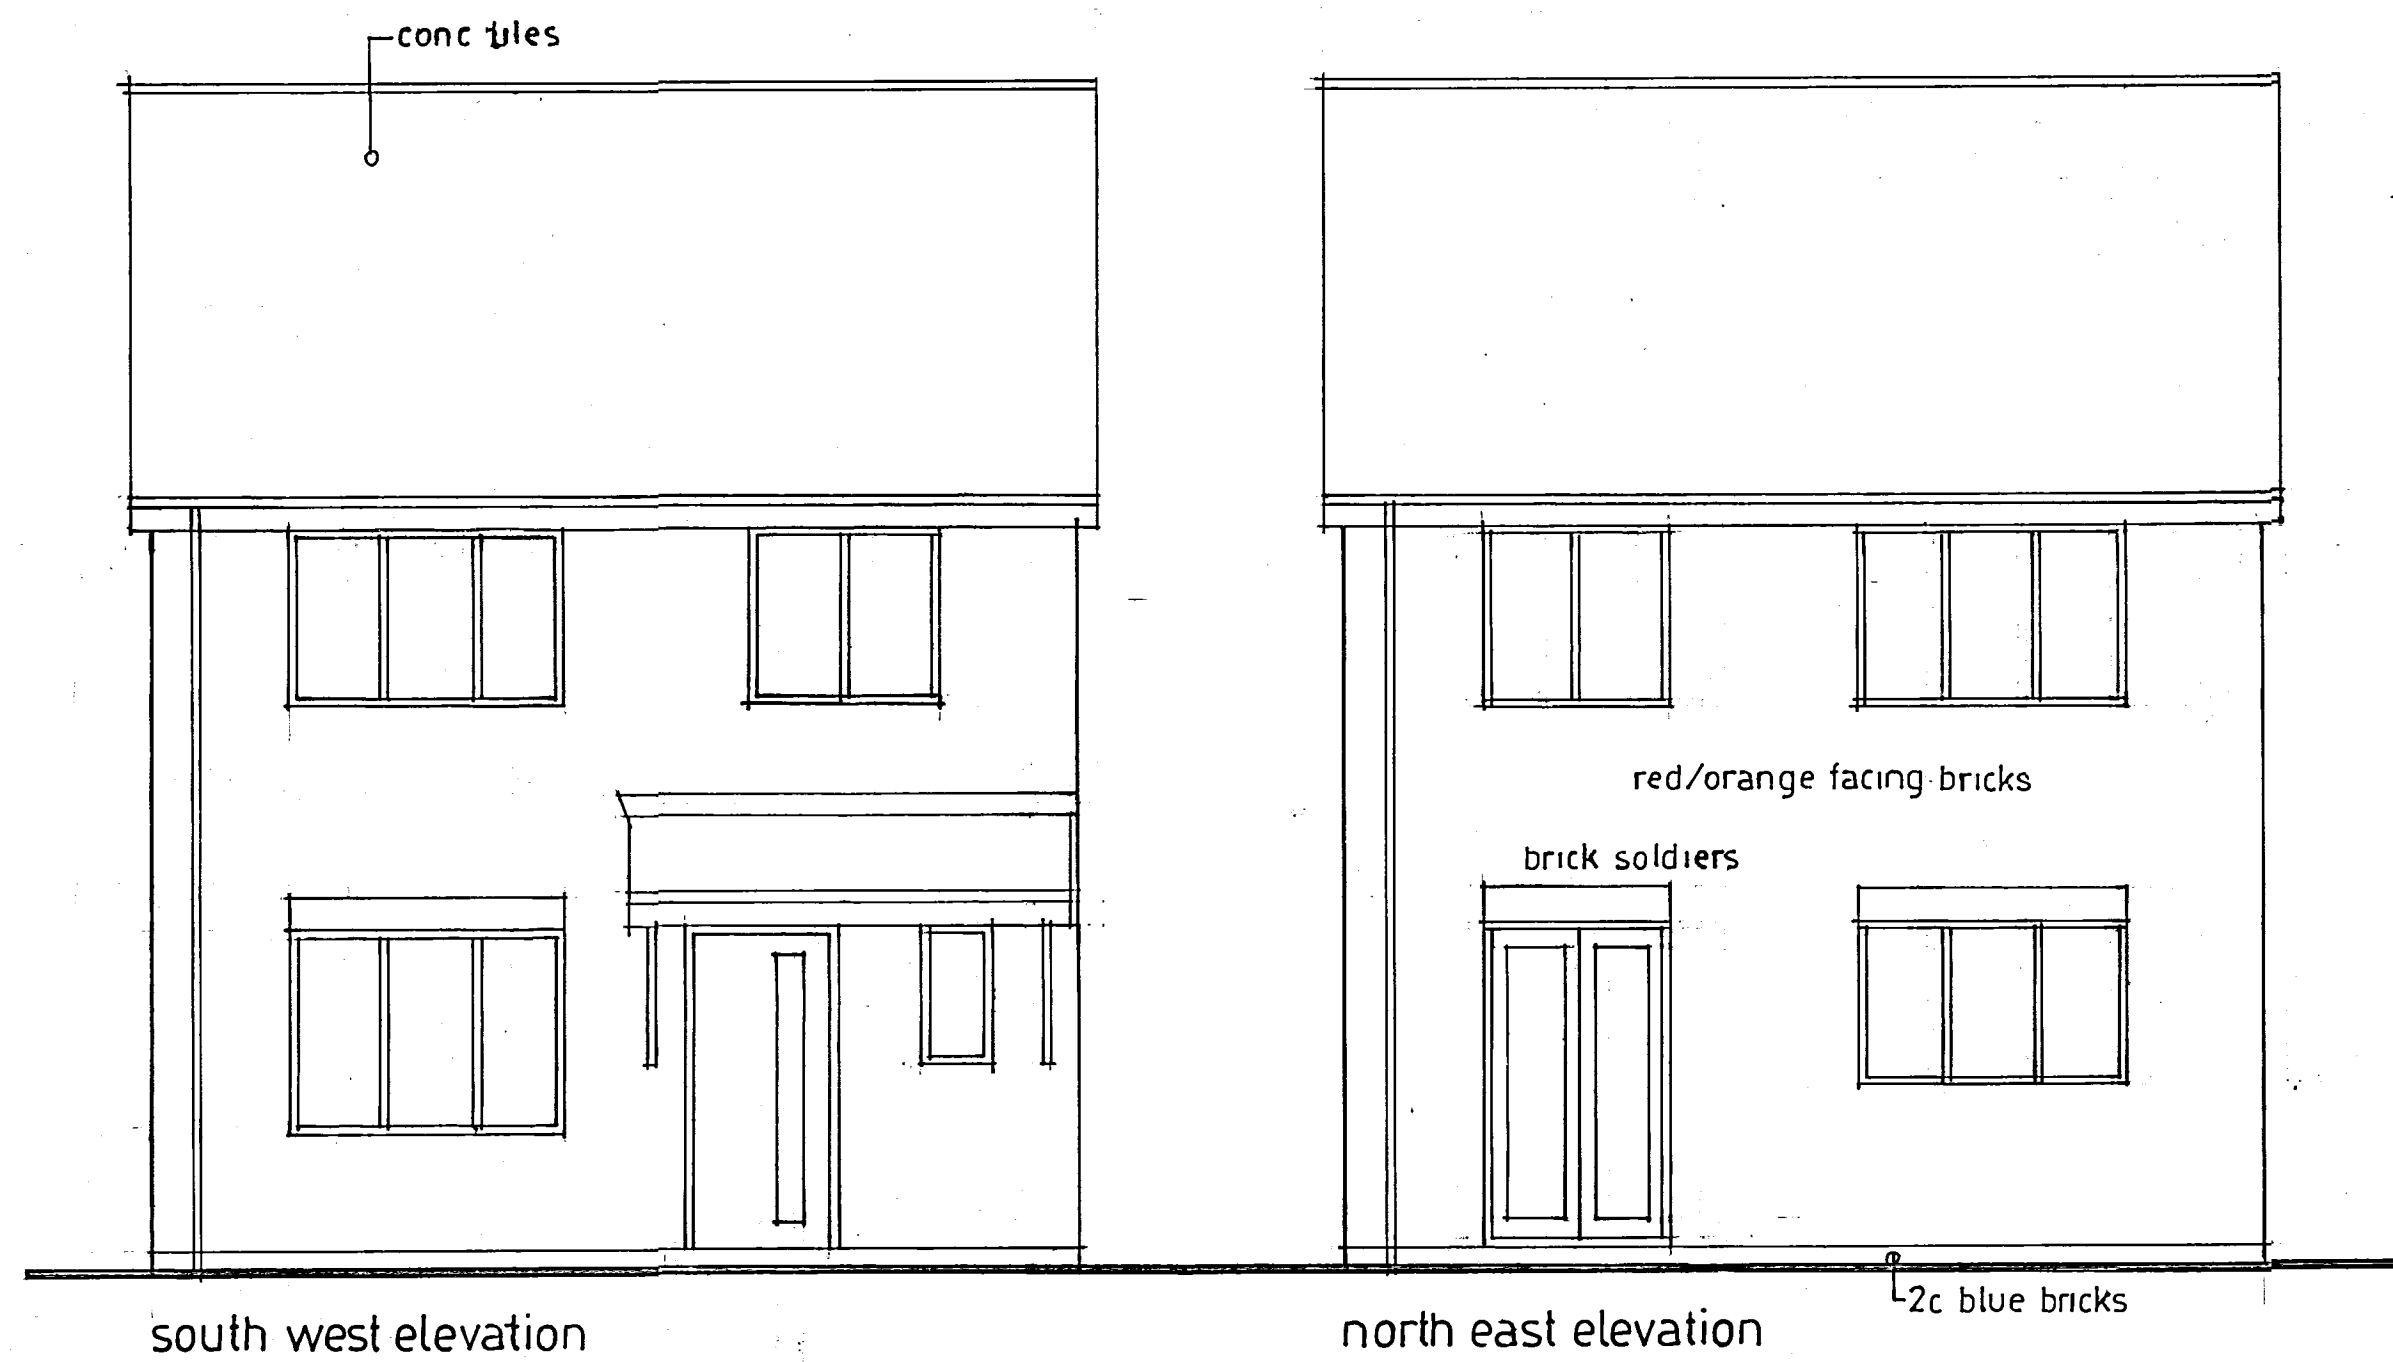 conc tiles
red/orange facing bricks
brick soldiers
2c blue bricks
south west elevation
north east elevation